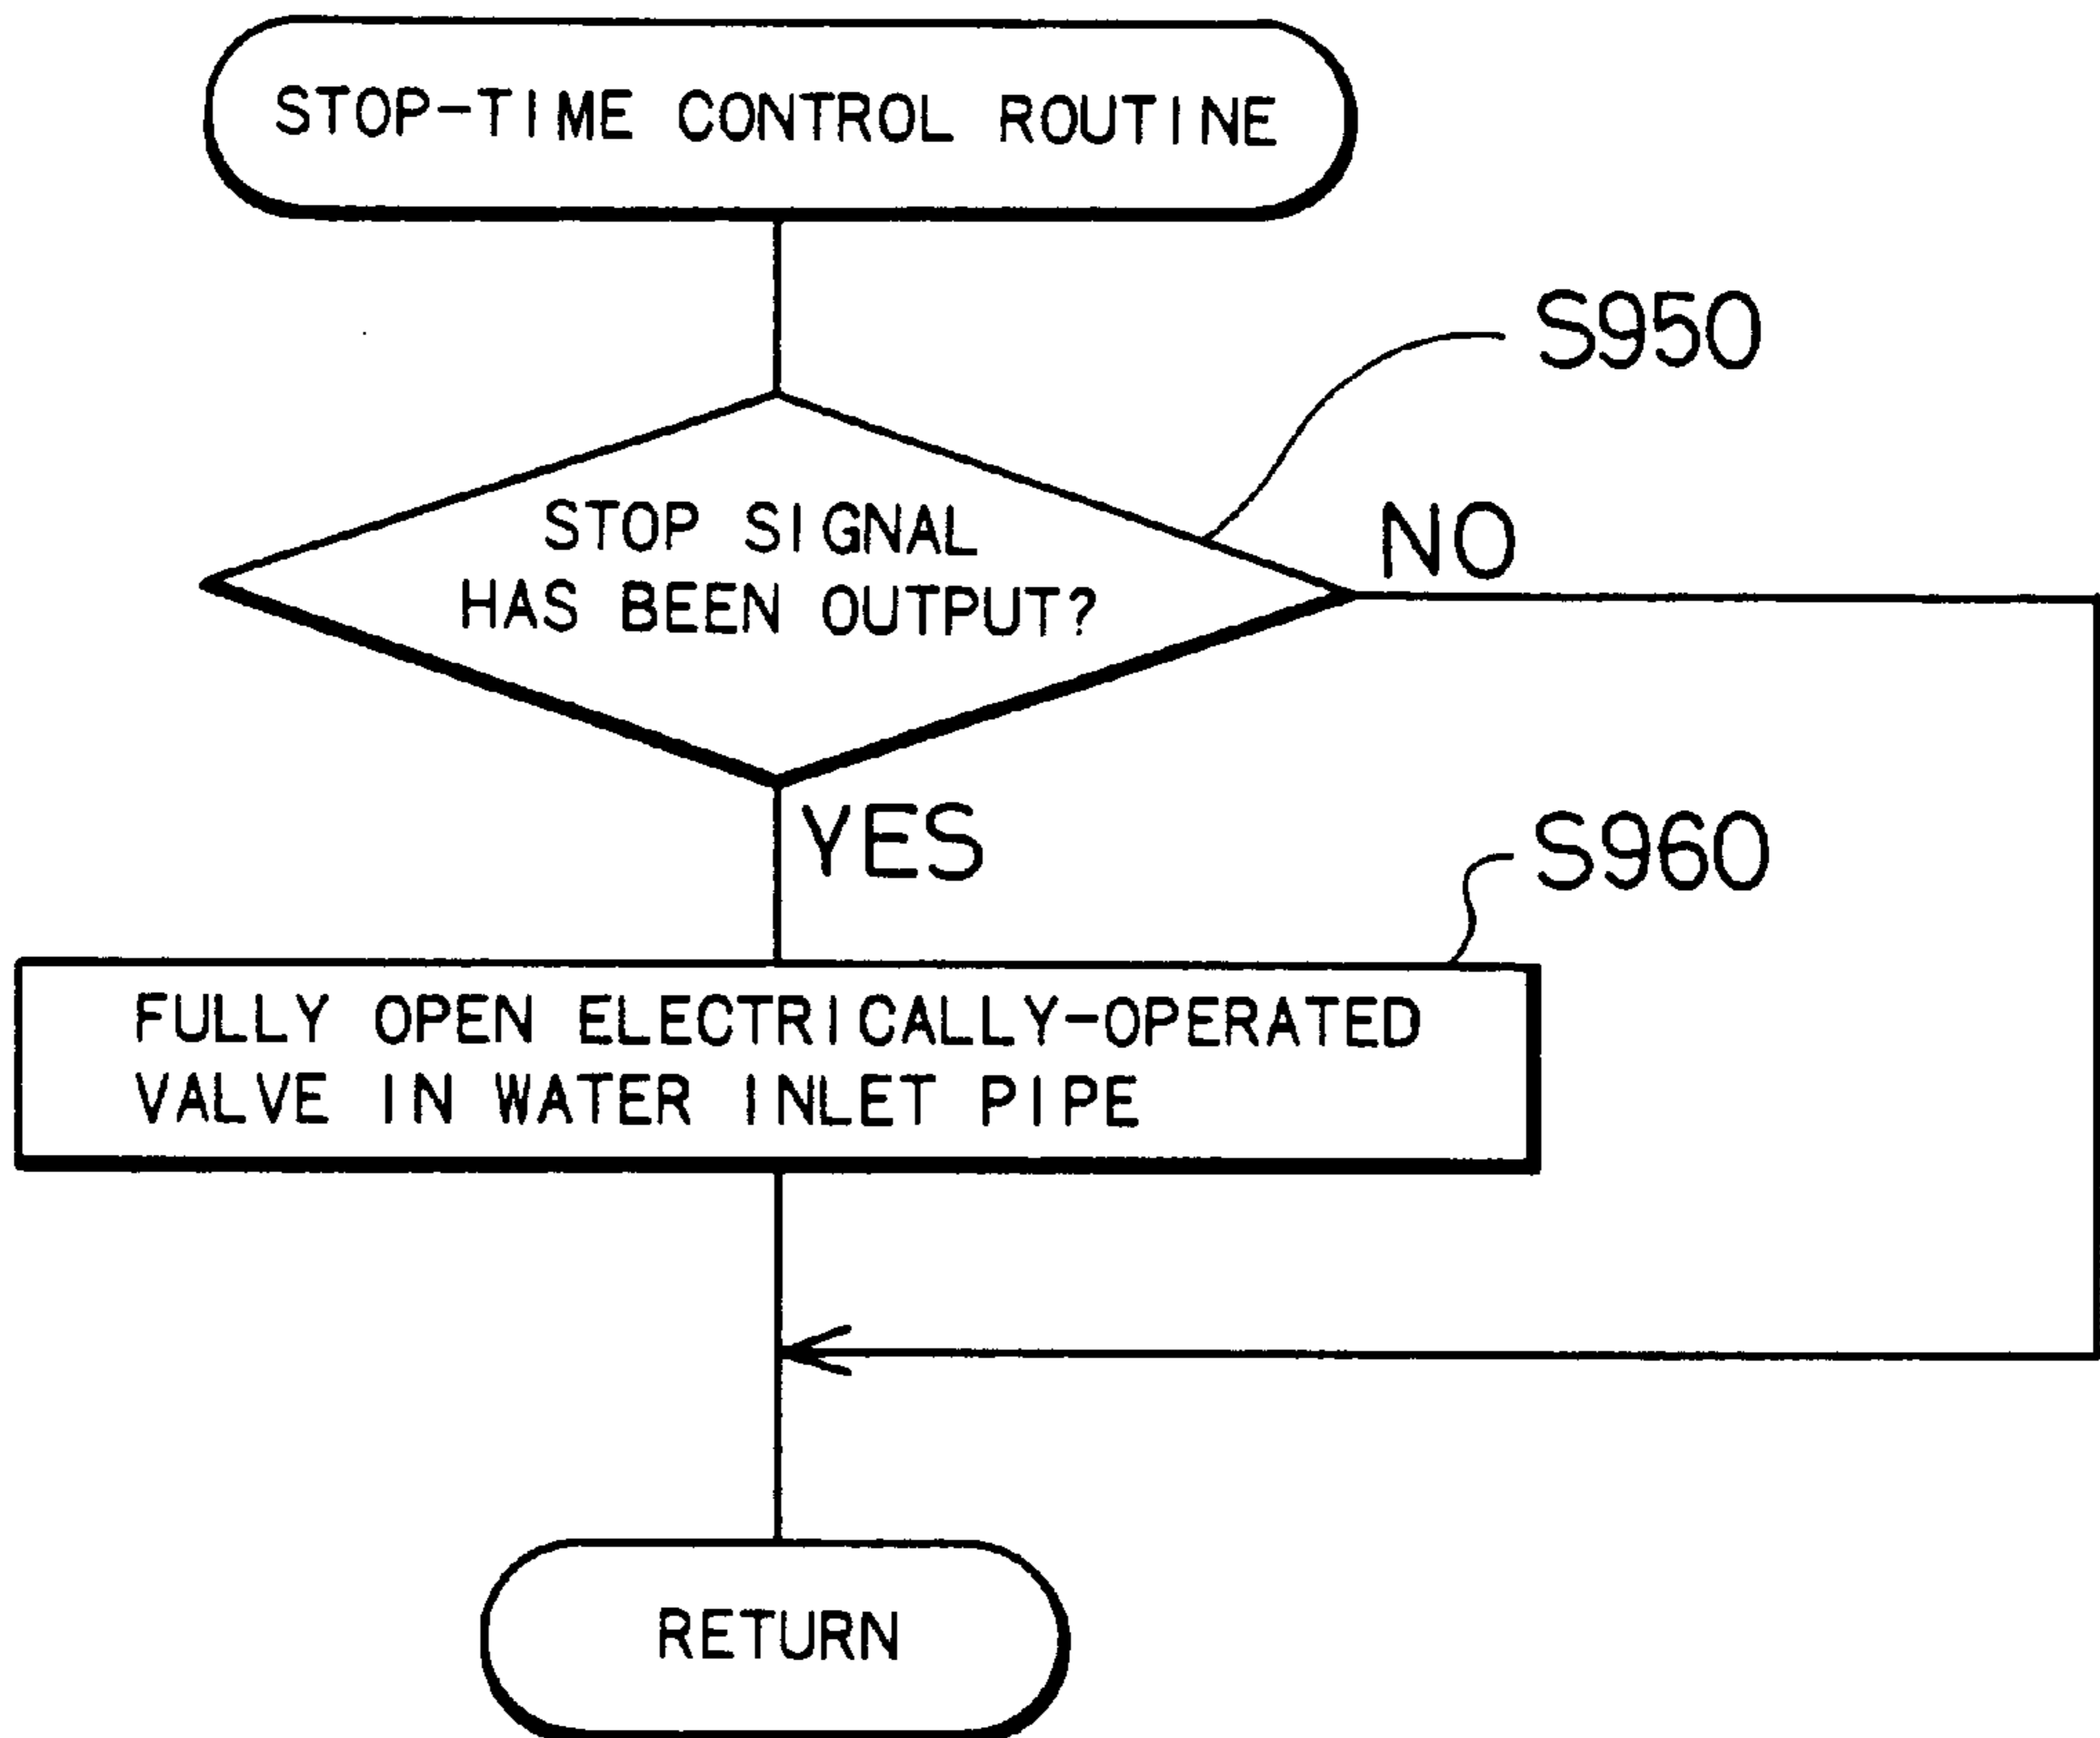 STOP-TIME CONTROL ROUTINE
S950
STOP SIGNAL
HAS BEEN OUTPUT?
NO
YES
S960
FULLY OPEN ELECTRICALLY-OPERATED
VALVE IN WATER INLET PIPE
RETURN